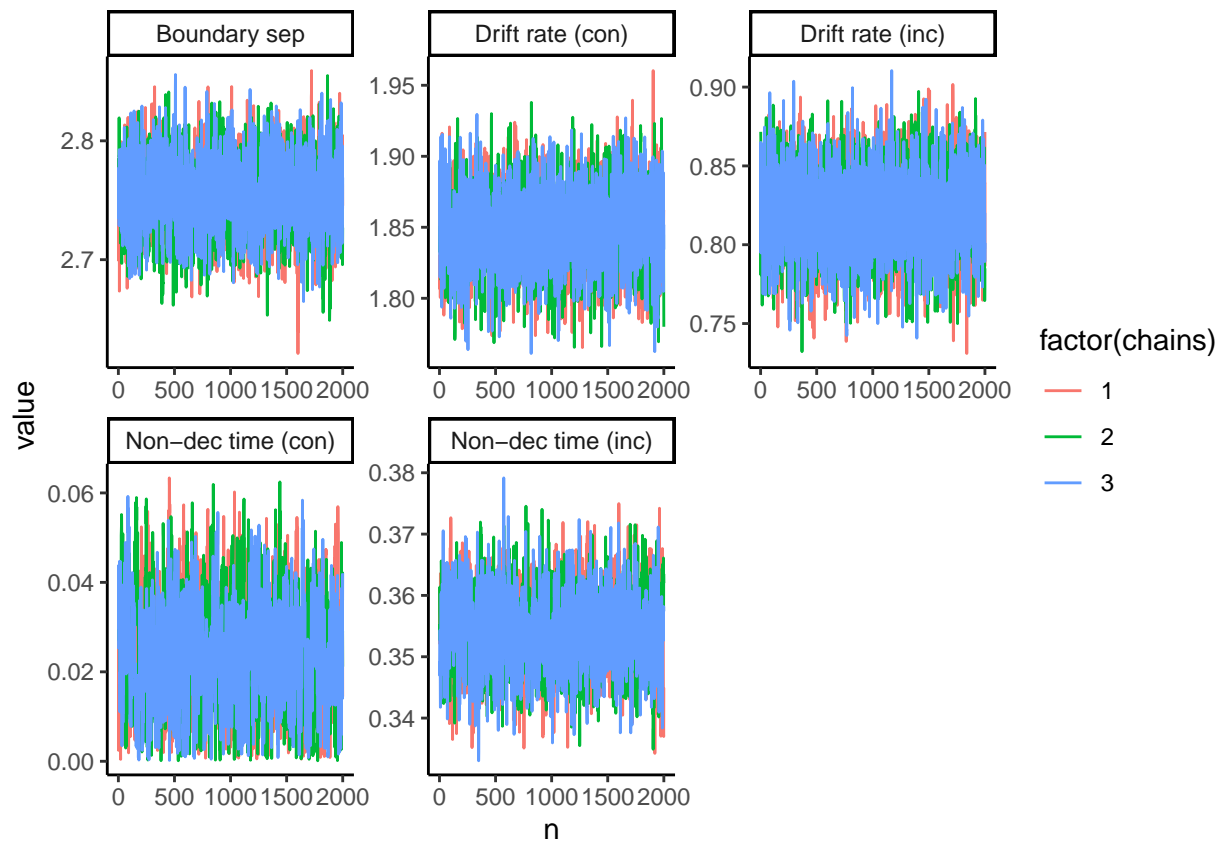 Boundary sep
Drift rate (con)
Drift rate (inc)
2.8
2.7
1.95
1.90
1.85
1.80
0.90
0.85
0.80
0.75
0 500 1000 1500 2000
0 500 1000 1500 2000
0 500 1000 1500 2000
Non−dec time (con)
Non−dec time (inc)
0.06
0.04
0.02
0.00
0.38
0.37
0.36
0.35
0.34
0 500 1000 1500 2000
0 500 1000 1500 2000
value
n
factor(chains)
1
2
3